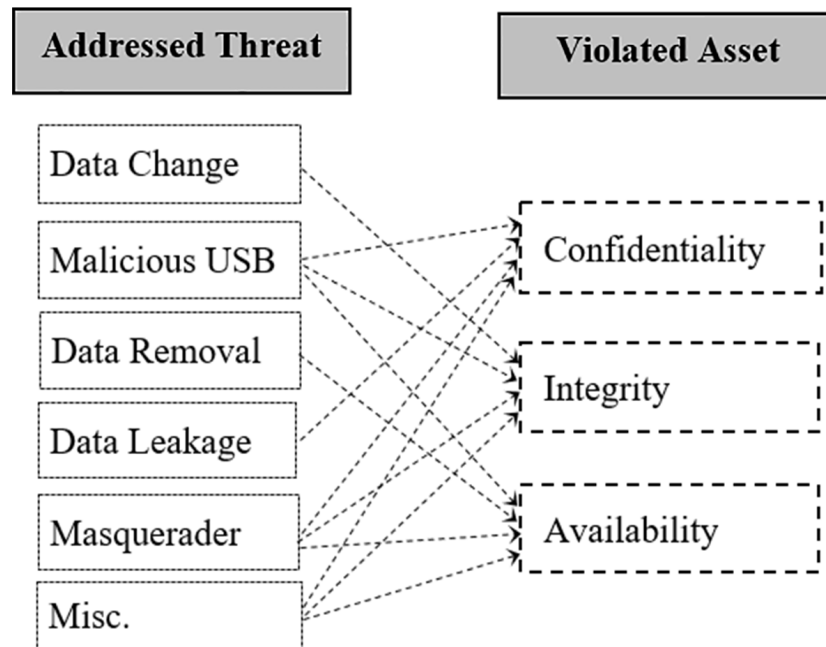 Addressed Threat
Violated Asset
Data Change
Malicious USB
Data Removal
Data Leakage
Masquerader
Misc.
Confidentiality
Integrity
Availability